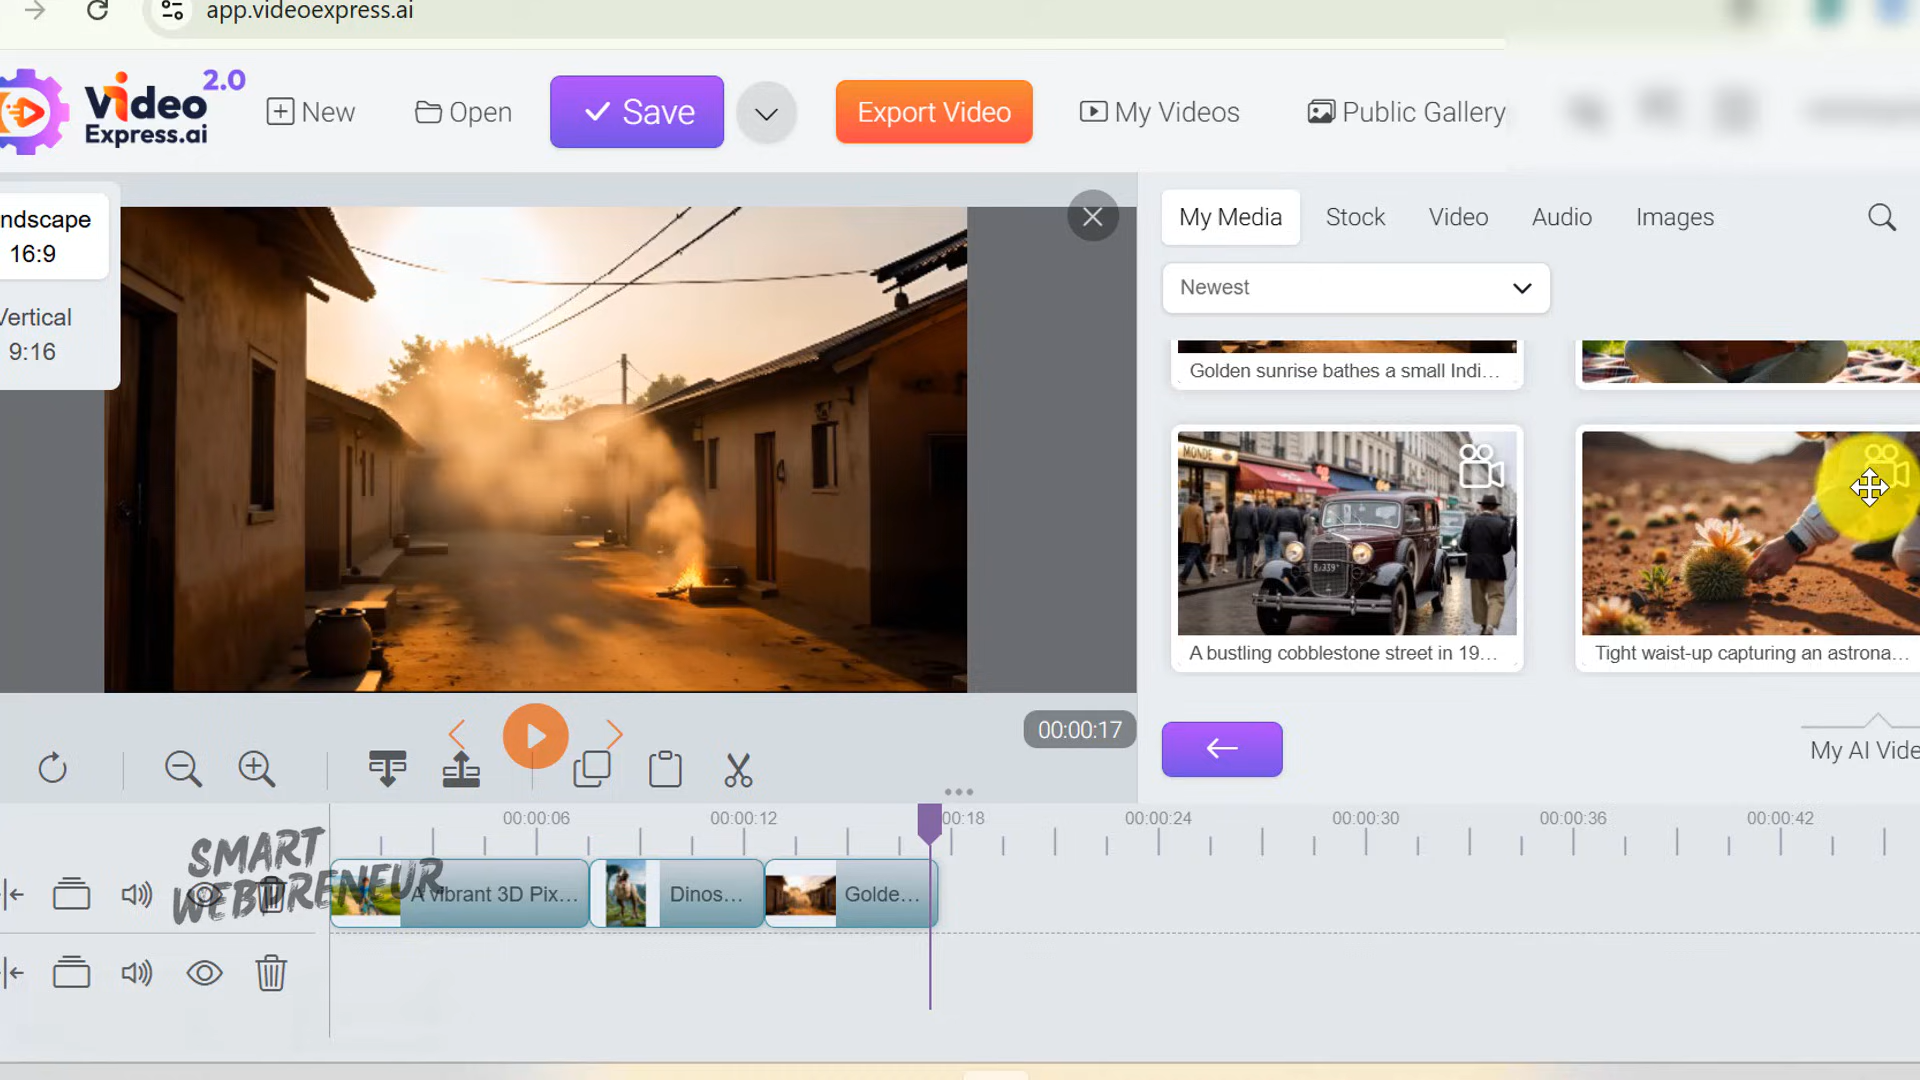 app.videoexpress.ai
Video 2.0
Express.ai
New
Open
Save
Export Video
My Videos
Public Gallery
ndscape
16:9
Vertical
9:16
My Media
Stock
Video
Audio
Images
Newest
Golden sunrise bathes a small Indi...
MONDE
A bustling cobblestone street in 19...
Tight waist-up capturing an astrona...
00:00:17
My AI Vide
00:00:06
00:00:12
00:18
00:00:24
00:00:30
00:00:36
00:00:42
SMART
WEBPRENEUR
A vibrant 3D Pix...
Dinos...
Golde...